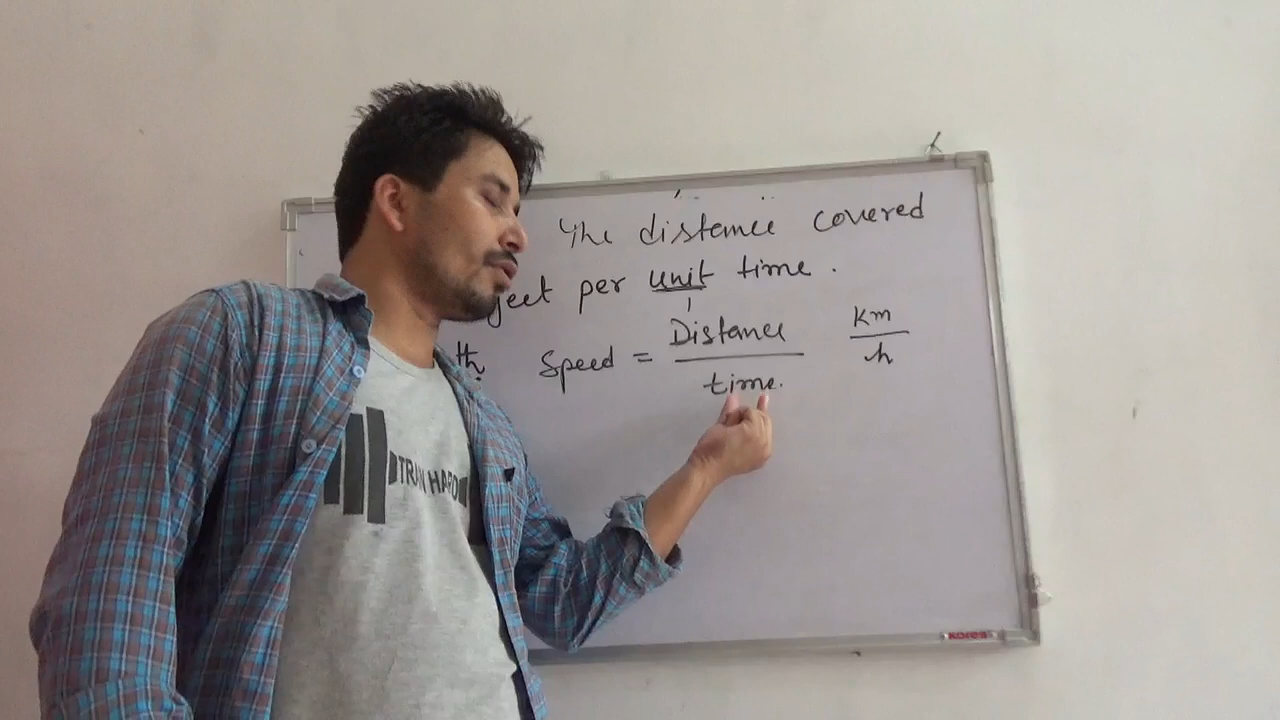 The distance covered
ject per unit time.
th Speed = Distance Km
time. h
TRAIN HARD
KORES